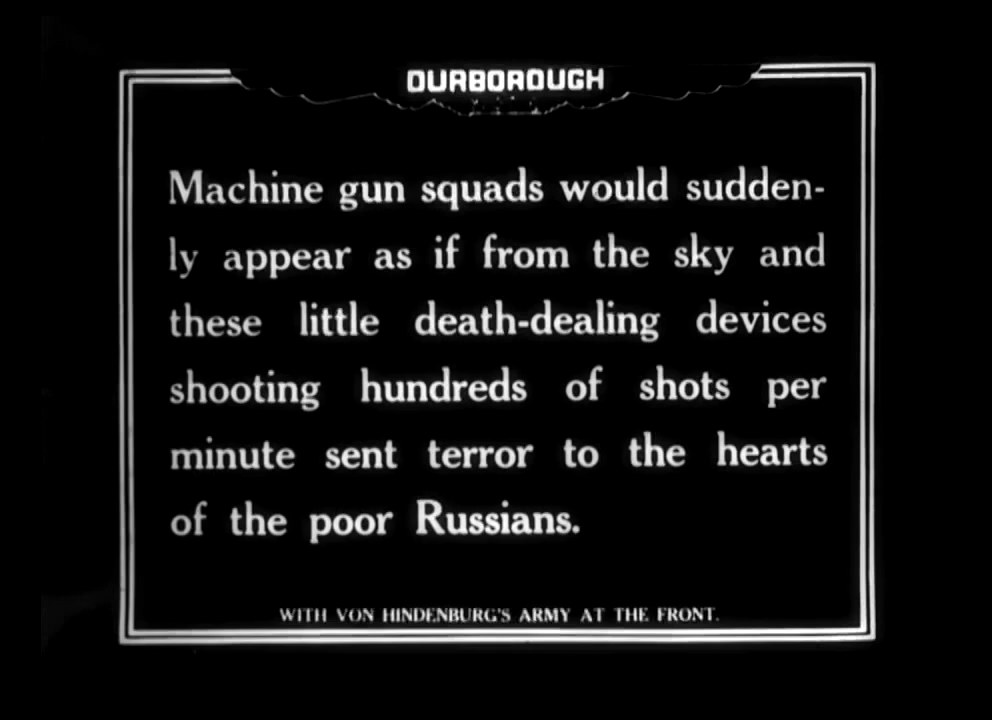 DURBOROUGH
Machine gun squads would sudden-
ly appear as if from the sky and
these little death-dealing devices
shooting hundreds of shots per
minute sent terror to the hearts
of the poor Russians.
WITH VON HINDENBURG'S ARMY AT THE FRONT.